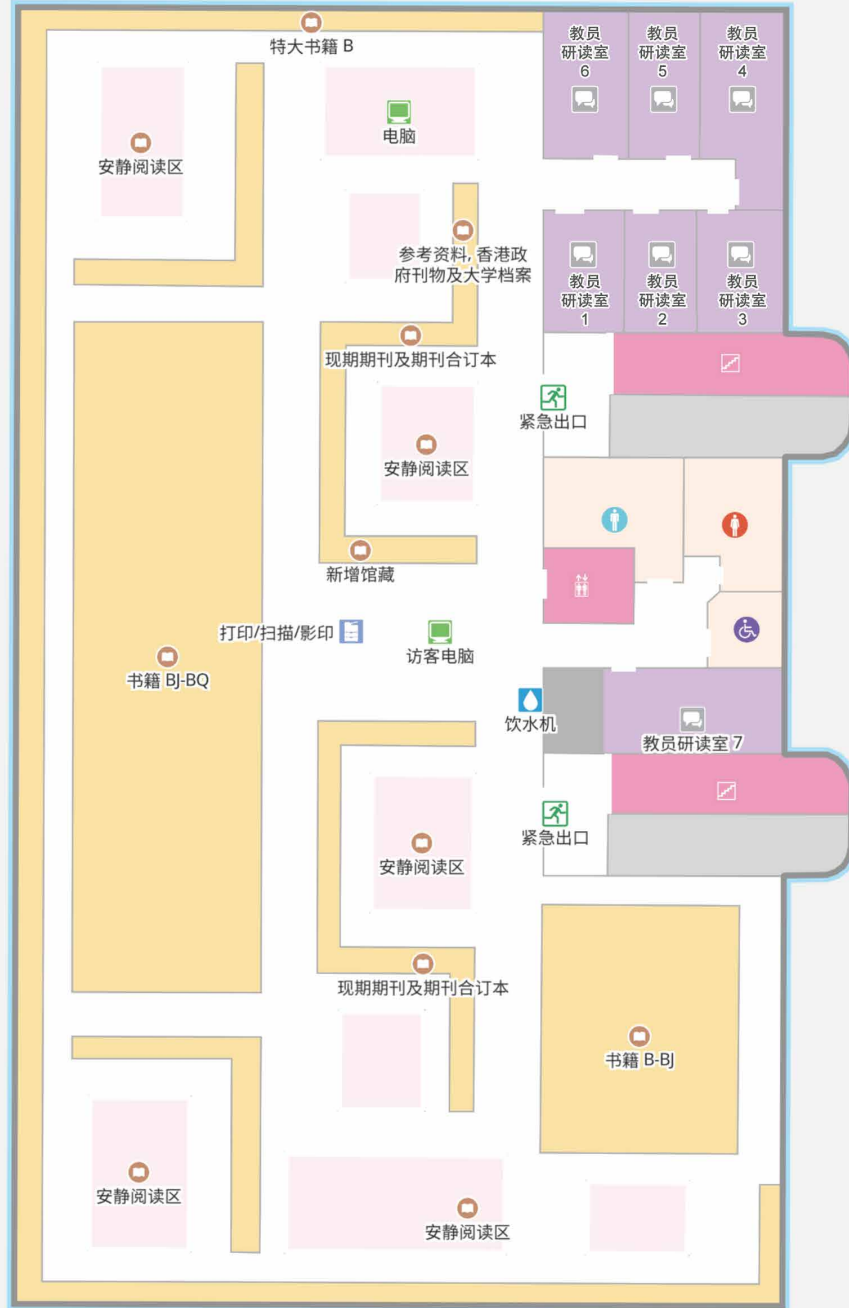 特大书籍 B
教员
研读室
6
教员
研读室
5
教员
研读室
4
电脑
安静阅读区
参考资料, 香港政
府刊物及大学档案
教员
研读室
1
教员
研读室
2
教员
研读室
3
现期期刊及期刊合订本
紧急出口
安静阅读区
新增馆藏
打印/扫描/影印
访客电脑
书籍 BJ-BQ
饮水机
教员研读室 7
紧急出口
安静阅读区
现期期刊及期刊合订本
书籍 B-BJ
安静阅读区
安静阅读区